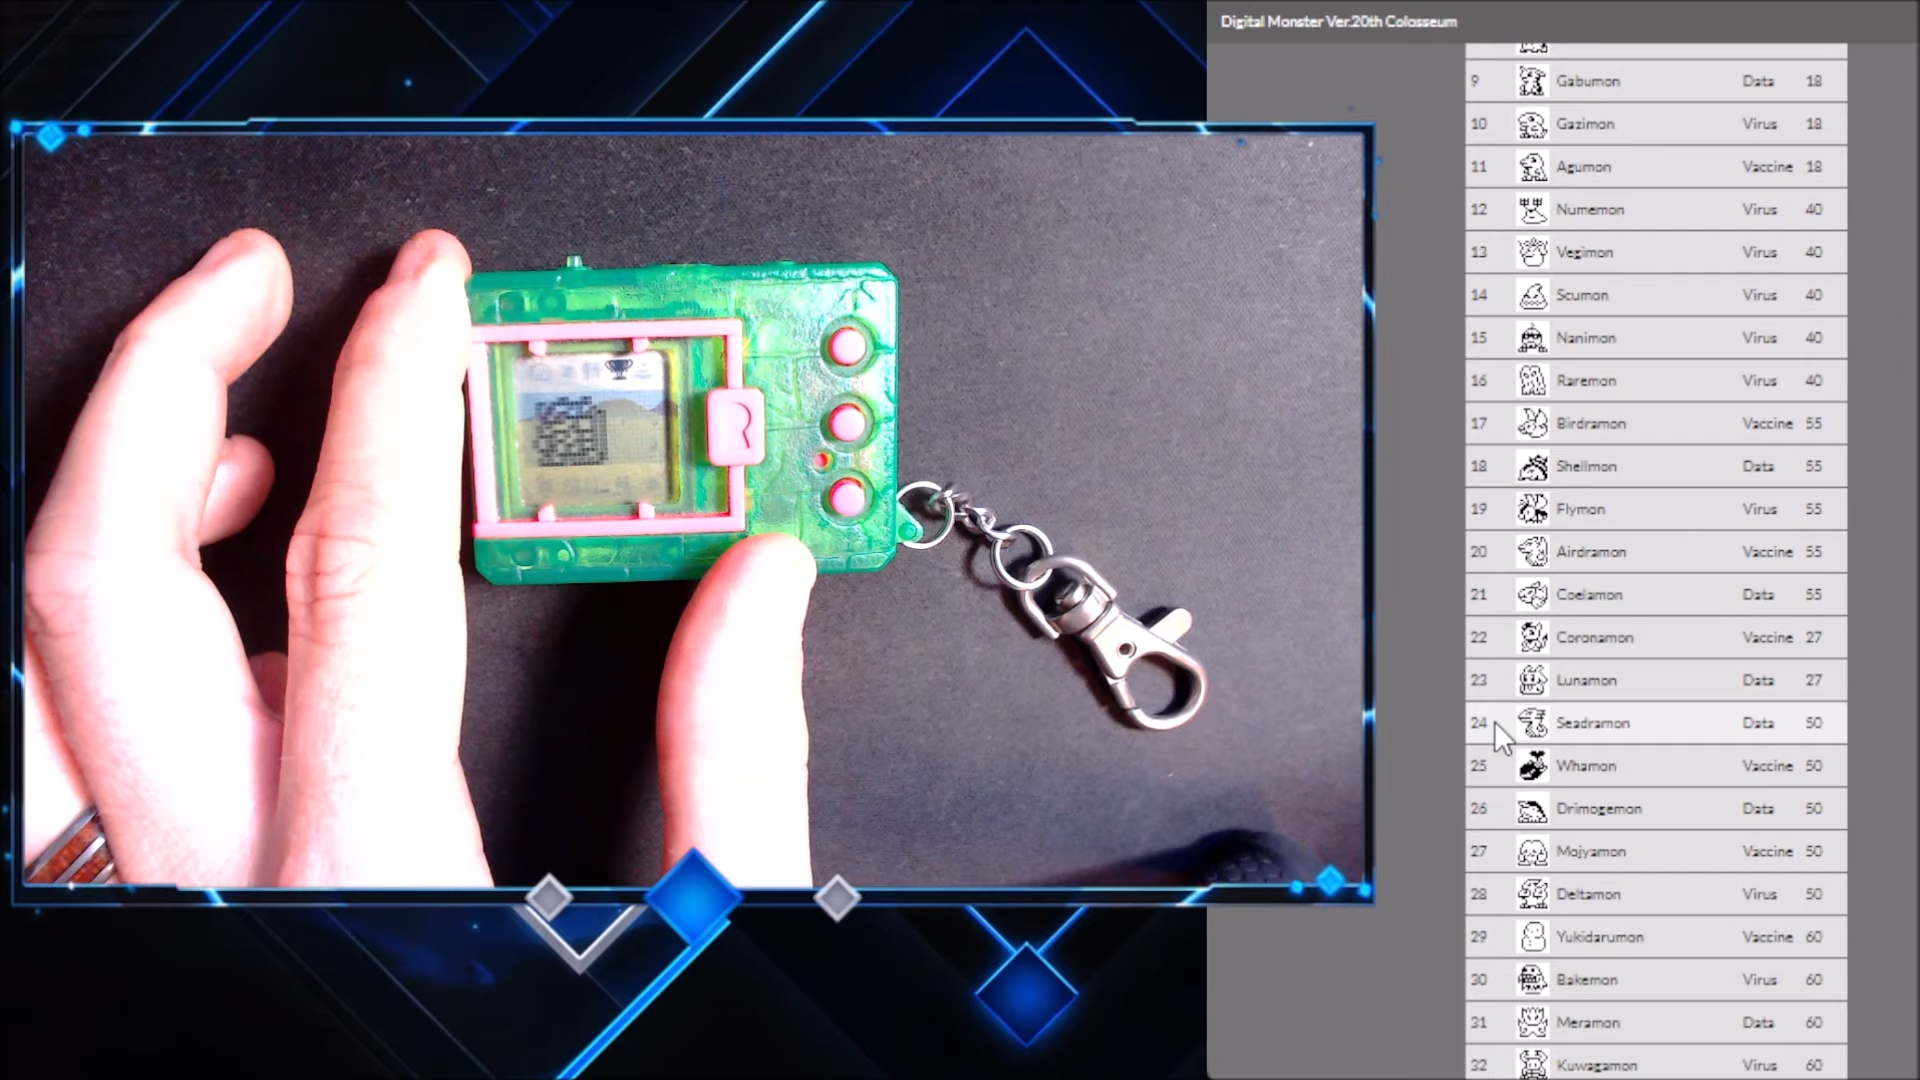 Digital Monster Ver.20th Colosseum
9 Gabumon Data 18
10 Gazimon Virus 18
11 Agumon Vaccine 18
12 Numemon Virus 40
13 Vegimon Virus 40
14 Scumon Virus 40
15 Nanimon Virus 40
16 Raremon Virus 40
17 Birdramon Vaccine 55
18 Shellmon Data 55
19 Flymon Virus 55
20 Airdramon Vaccine 55
21 Coelamon Data 55
22 Coronamon Vaccine 27
23 Lunamon Data 27
24 Seadramon Data 50
25 Whamon Vaccine 50
26 Drimogemon Data 50
27 Mojyamon Vaccine 50
28 Deltamon Virus 50
29 Yukidarumon Vaccine 60
30 Bakemon Virus 60
31 Meramon Data 60
32 Kuwagamon Virus 60